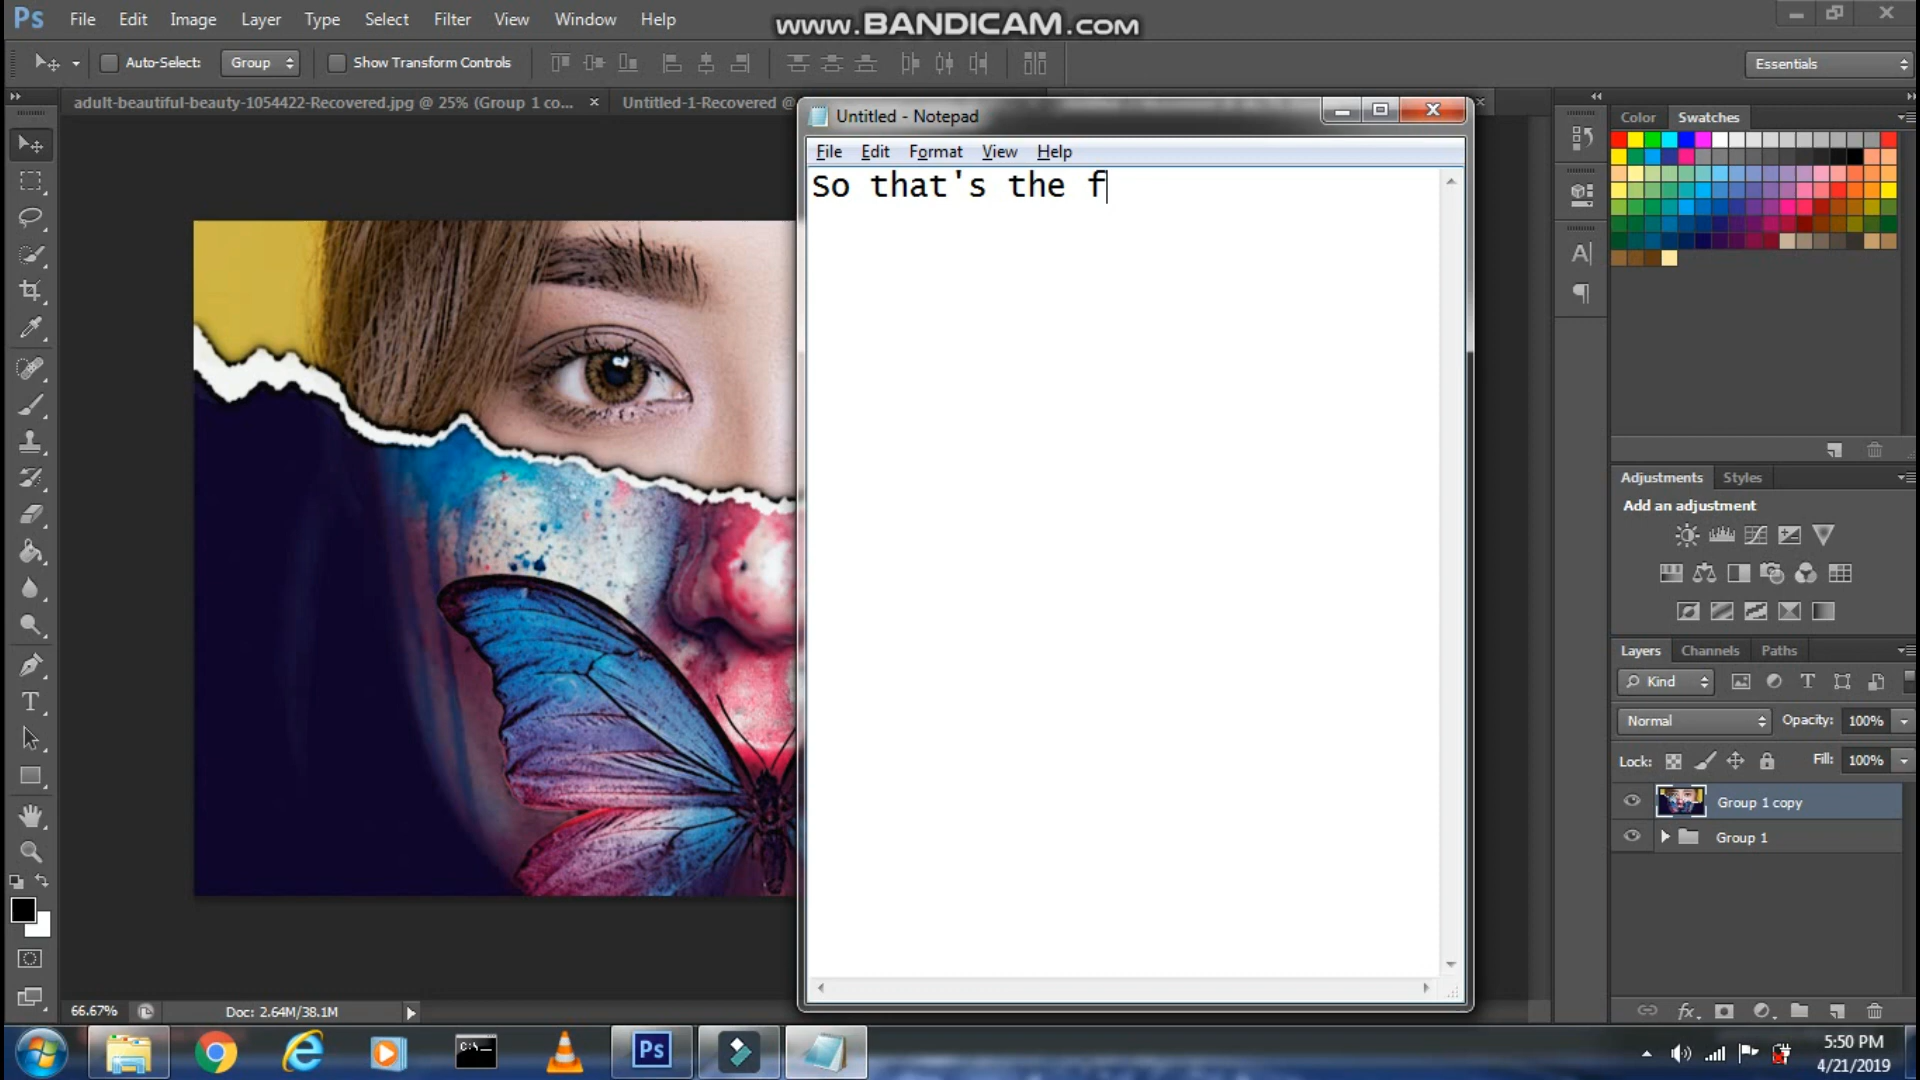 Ps File Edit Image Layer Type Select Filter View Window Help
www.BANDICAM.COM
Auto-Select: Group Show Transform Controls
Essentials
adult-beautiful-beauty-1054422-Recovered.jpg @ 25% (Group 1 co...
Untitled-1-Recovered @
Untitled - Notepad
File Edit Format View Help
So that's the f
Color Swatches
Adjustments Styles
Add an adjustment
Layers Channels Paths
Kind
Normal Opacity: 100%
Lock: Fill: 100%
Group 1 copy
Group 1
66.67% Doc: 2.64M/38.1M
fx
C:\
Ps
5:50 PM
4/21/2019